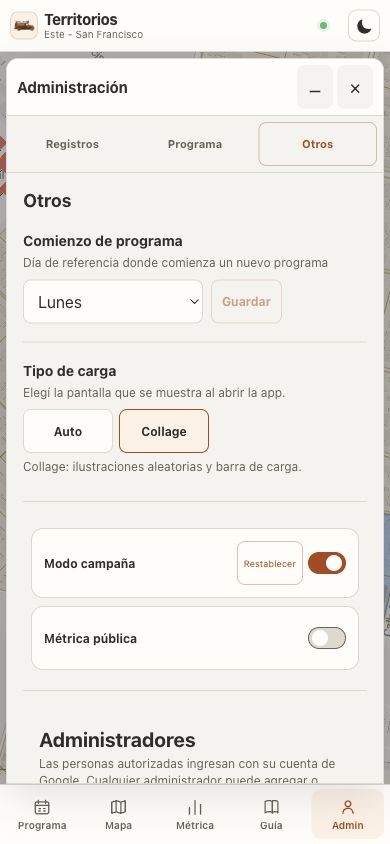 Territorios
Este - San Francisco
Administración
Registros
Programa
Otros
Otros
Comienzo de programa
Día de referencia donde comienza un nuevo programa
Lunes
Guardar
Tipo de carga
Elegí la pantalla que se muestra al abrir la app.
Auto
Collage
Collage: ilustraciones aleatorias y barra de carga.
Modo campaña
Restablecer
Métrica pública
Administradores
Las personas autorizadas ingresan con su cuenta de
Google. Cualquier administrador puede agregar o
Programa
Mapa
Métrica
Guía
Admin